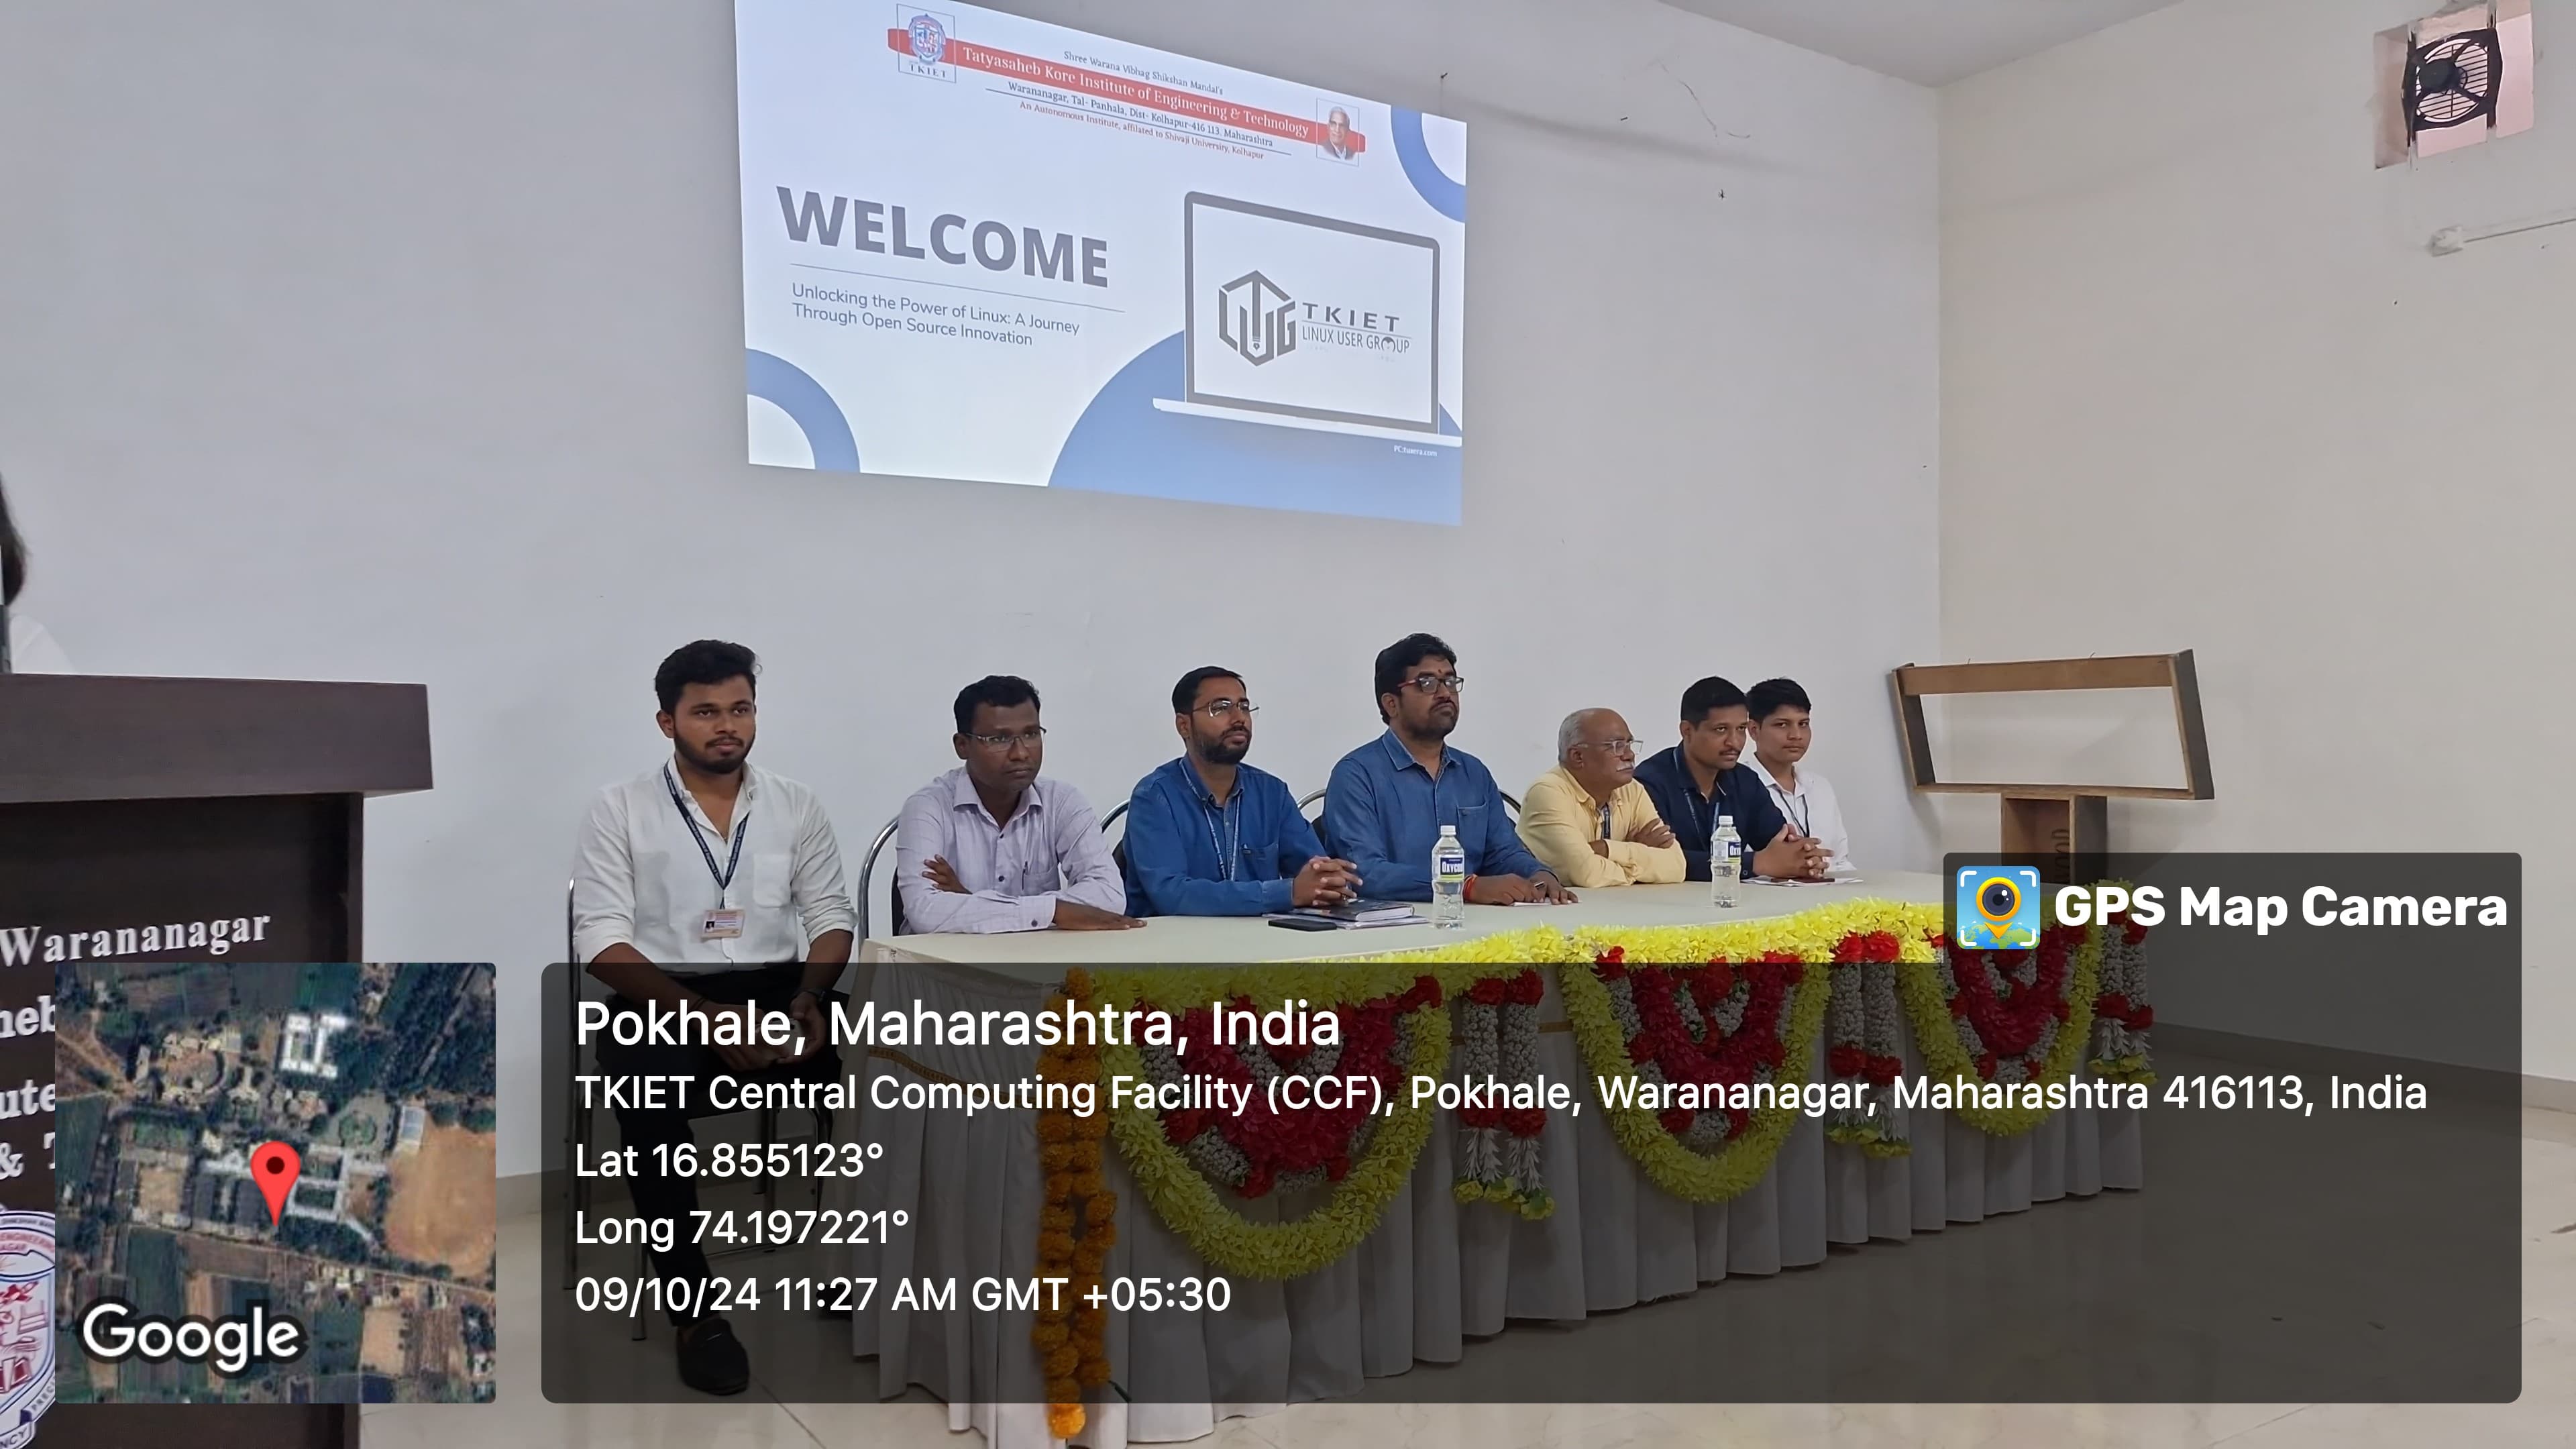 TKIET
Shree Warana Vibhag Shikshan Mandal's
Tatyasaheb Kore Institute of Engineering & Technology
Warananagar, Tal- Panhala, Dist- Kolhapur-416 113, Maharashtra
An Autonomous Institute, affilated to Shivaji University, Kolhapur
WELCOME
Unlocking the Power of Linux: A Journey
Through Open Source Innovation
LUG
TKIET
LINUX USER GROUP
Warananagar
&
GPS Map Camera
Google
Pokhale, Maharashtra, India
TKIET Central Computing Facility (CCF), Pokhale, Warananagar, Maharashtra 416113, India
Lat 16.855123°
Long 74.197221°
09/10/24 11:27 AM GMT +05:30